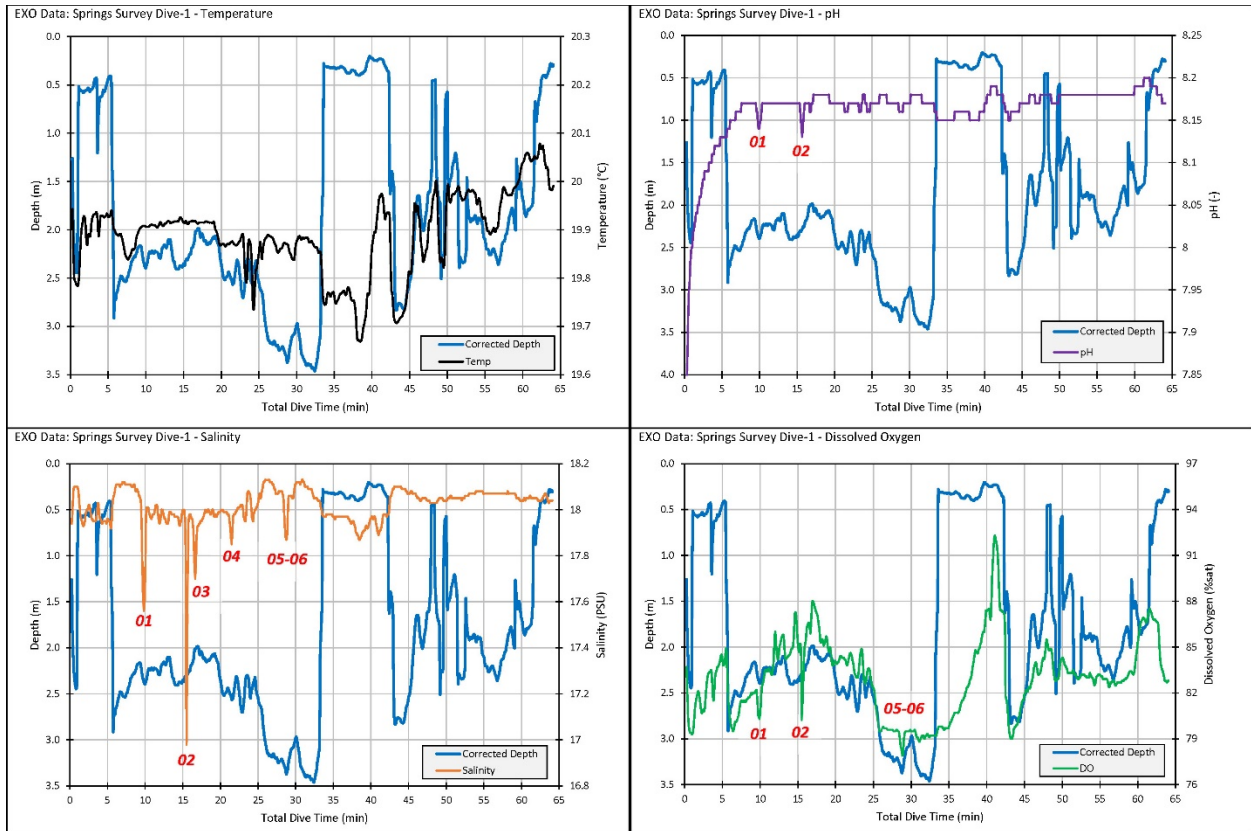 EXO Data: Springs Survey Dive-1 - Temperature
0.0
0.5
1.0
1.5
2.0
2.5
3.0
3.5
Depth (m)
20.3
20.2
20.1
20
19.9
19.8
19.7
19.6
Temperature (°C)
Corrected Depth
Temp
0 5 10 15 20 25 30 35 40 45 50 55 60 65
Total Dive Time (min)
EXO Data: Springs Survey Dive-1 - pH
0.0
0.5
1.0
1.5
2.0
2.5
3.0
3.5
4.0
Depth (m)
8.25
8.2
8.15
8.1
8.05
8
7.95
7.9
7.85
pH (-)
01
02
Corrected Depth
pH
0 5 10 15 20 25 30 35 40 45 50 55 60 65
Total Dive Time (min)
EXO Data: Springs Survey Dive-1 - Salinity
0.0
0.5
1.0
1.5
2.0
2.5
3.0
3.5
Depth (m)
18.2
18
17.8
17.6
17.4
17.2
17
16.8
Salinity (PSU)
01
02
03
04
05-06
Corrected Depth
Salinity
0 5 10 15 20 25 30 35 40 45 50 55 60 65
Total Dive Time (min)
EXO Data: Springs Survey Dive-1 - Dissolved Oxygen
0.0
0.5
1.0
1.5
2.0
2.5
3.0
3.5
Depth (m)
97
94
91
88
85
82
79
76
Dissolved Oxygen (%sat)
01
02
05-06
Corrected Depth
DO
0 5 10 15 20 25 30 35 40 45 50 55 60 65
Total Dive Time (min)